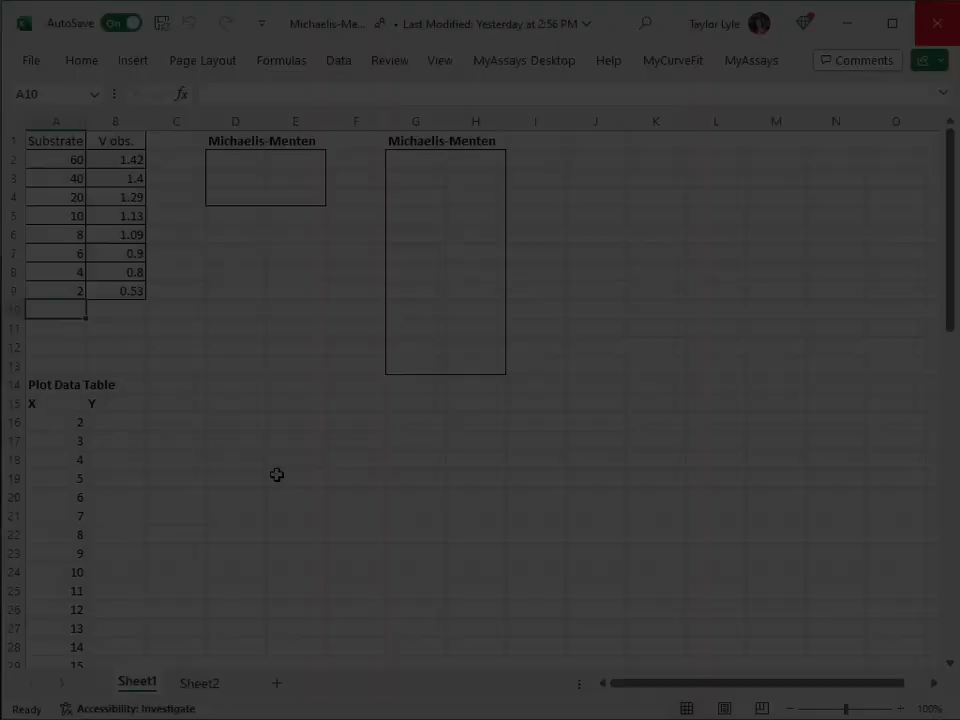 AutoSave On Michaelis-Me... • Last Modified: Yesterday at 2:56 PM Taylor Lyle
File Home Insert Page Layout Formulas Data Review View MyAssays Desktop Help MyCurveFit MyAssays Comments
A10 fx
A B C D E F G H I J K L M N O
1 Substrate V obs. Michaelis-Menten Michaelis-Menten
2 60 1.42
3 40 1.4
4 20 1.29
5 10 1.13
6 8 1.09
7 6 0.9
8 4 0.8
9 2 0.53
10
11
12
13
14 Plot Data Table
15 X Y
16 2
17 3
18 4
19 5
20 6
21 7
22 8
23 9
24 10
25 11
26 12
27 13
28 14
29 15
Sheet1 Sheet2
Ready Accessibility: Investigate 100%